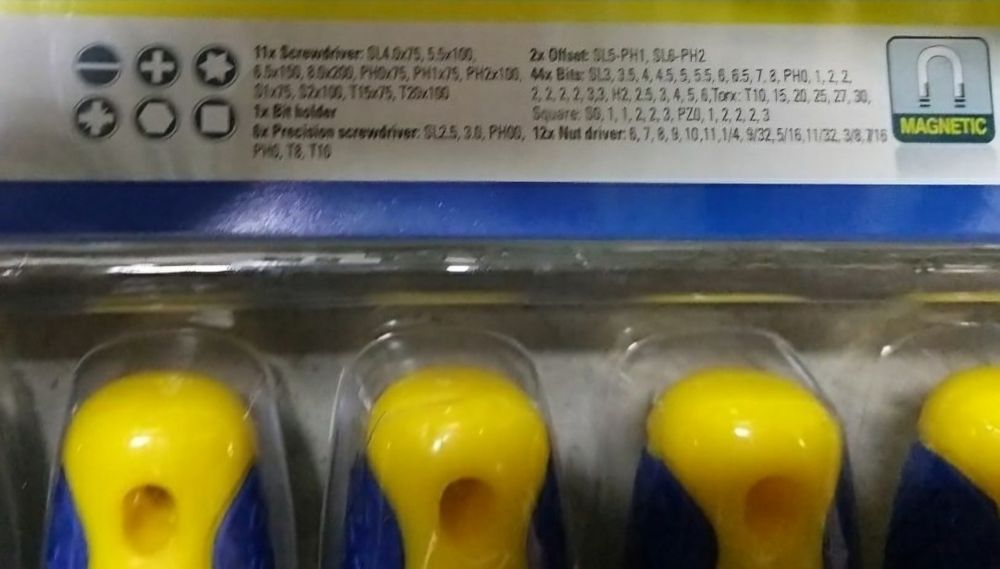 11x Screwdriver: SL4.0x75, 5.5x100,
6.5x150, 8.0x200, PH0x75, PH1x75, PH2x100,
S1x75, S2x100, T15x75, T20x100
1x Bit holder
6x Precision screwdriver: SL2.5, 3.0, PH00,
PH0, T8, T10
2x Offset: SL5-PH1, SL6-PH2
44x Bits: SL3, 3.5, 4, 4.5, 5, 5.5, 6, 6.5, 7, 8, PH0, 1, 2, 2,
2, 2, 2, 2, 3,3, H2, 2.5, 3, 4, 5, 6,Torx: T10, 15, 20, 25, 27, 30,
Square: S0, 1, 1, 2, 2, 3, PZ0, 1, 2, 2, 2, 3
12x Nut driver: 6, 7, 8, 9, 10, 11, 1/4, 9/32, 5/16, 11/32, 3/8, 7/16
MAGNETIC